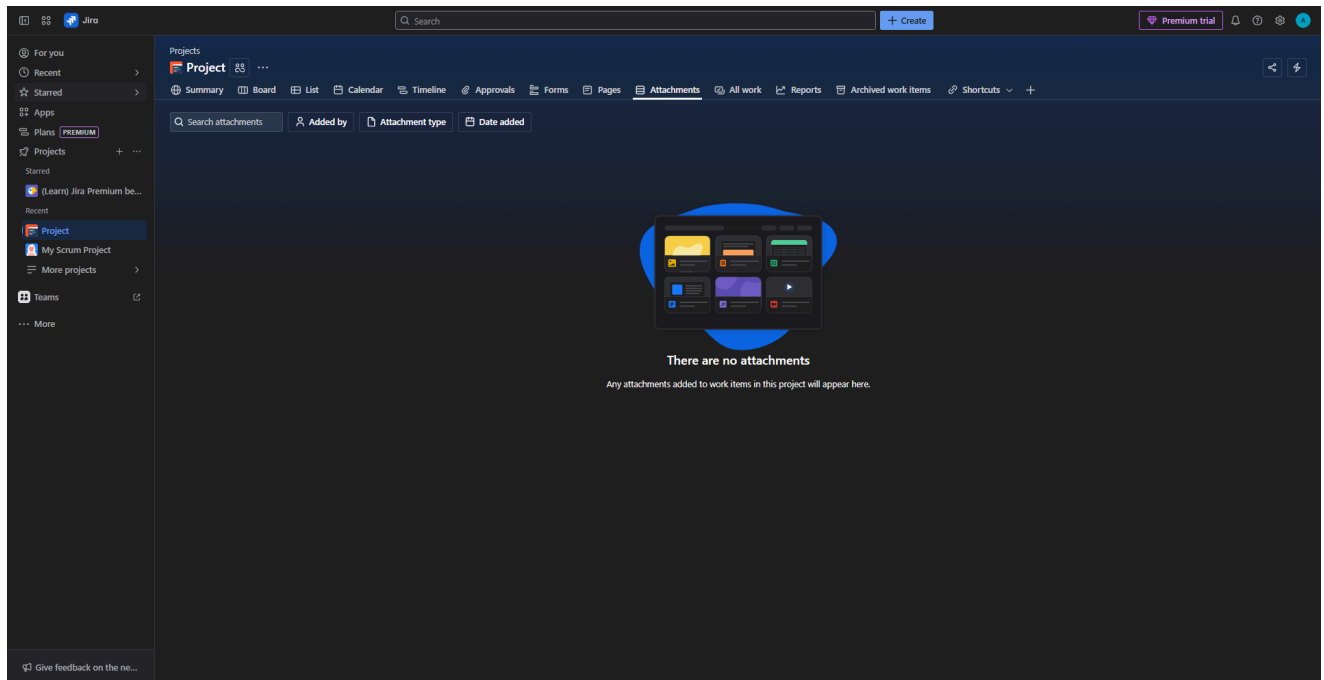 Jira
Search
+ Create
Premium trial
For you
Recent
Starred
Apps
Plans PREMIUM
Projects
Starred
(Learn) Jira Premium be...
Recent
Project
My Scrum Project
More projects
Teams
More
Give feedback on the ne...
Projects
Project
Summary Board List Calendar Timeline Approvals Forms Pages Attachments All work Reports Archived work items Shortcuts
Search attachments Added by Attachment type Date added
There are no attachments
Any attachments added to work items in this project will appear here.